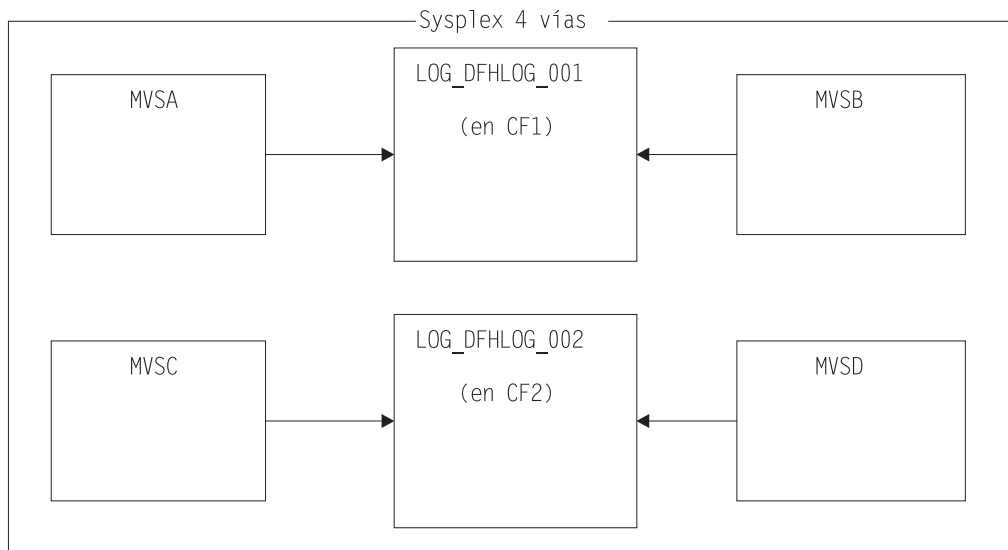 Sysplex 4 vías
MVSA
LOG_DFHLOG_001
(en CF1)
MVSB
MVSC
LOG_DFHLOG_002
(en CF2)
MVSD